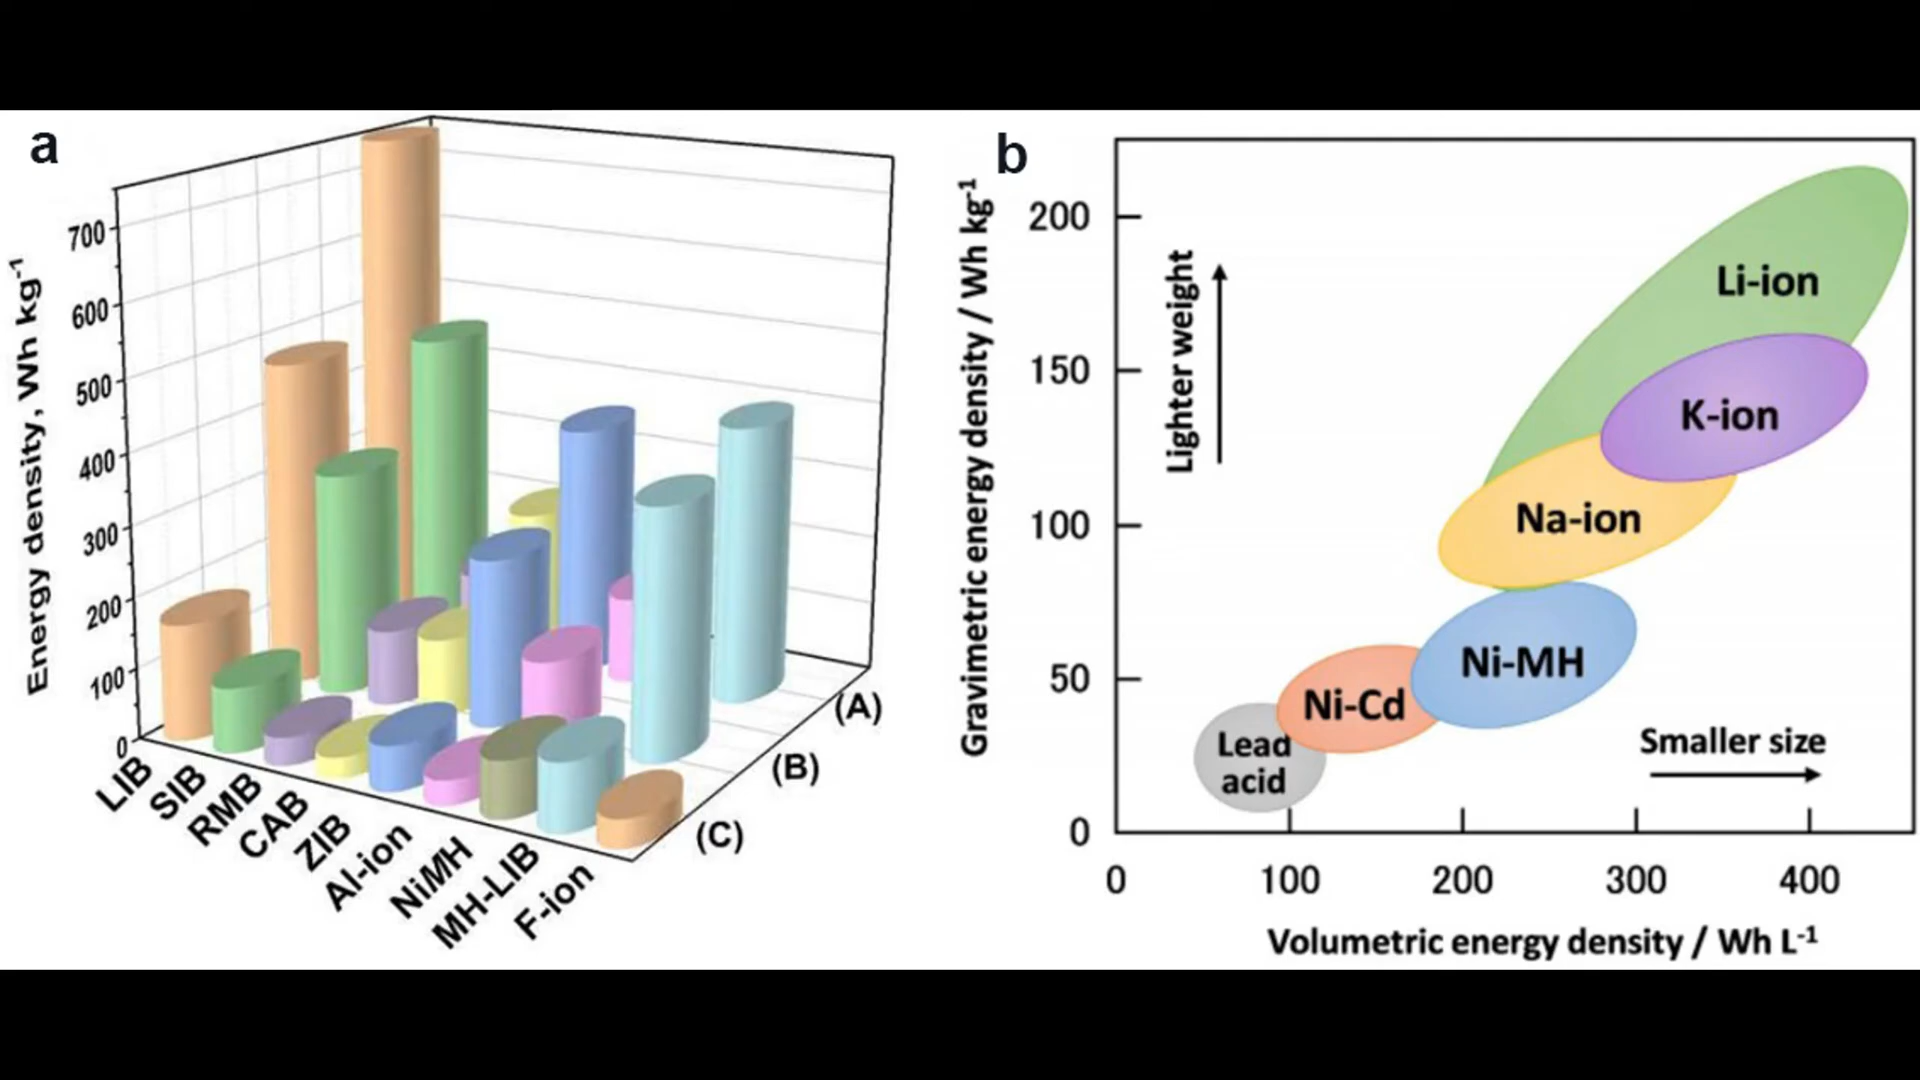 a
Energy density, Wh kg⁻¹
700
600
500
400
300
200
100
0
LIB
SIB
RMB
CAB
ZIB
Al-ion
NiMH
MH-LIB
F-ion
(A)
(B)
(C)
b
Gravimetric energy density / Wh kg⁻¹
200
150
100
50
0
Lighter weight
Li-ion
K-ion
Na-ion
Ni-MH
Ni-Cd
Lead
acid
Smaller size
0 100 200 300 400
Volumetric energy density / Wh L⁻¹